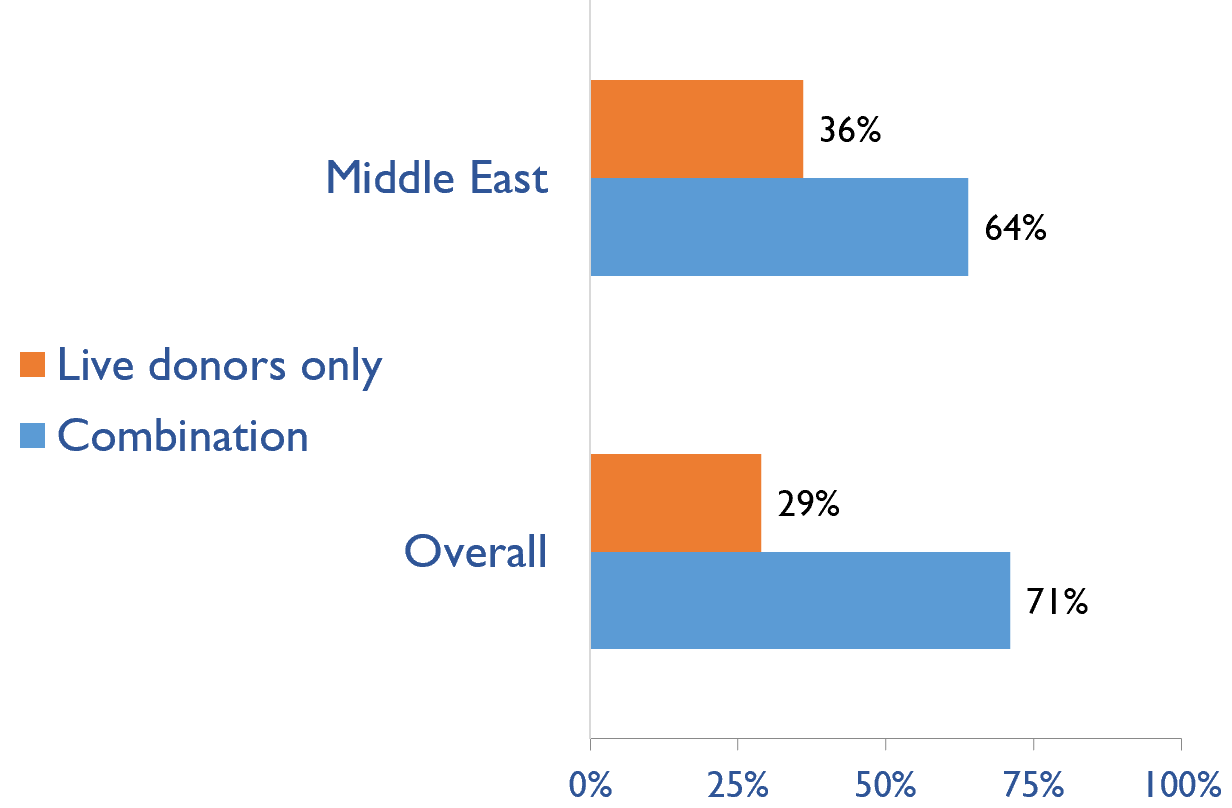 36%
Middle East
64%
Live donors only
Combination
29%
Overall
71%
0% 25% 50% 75% 100%